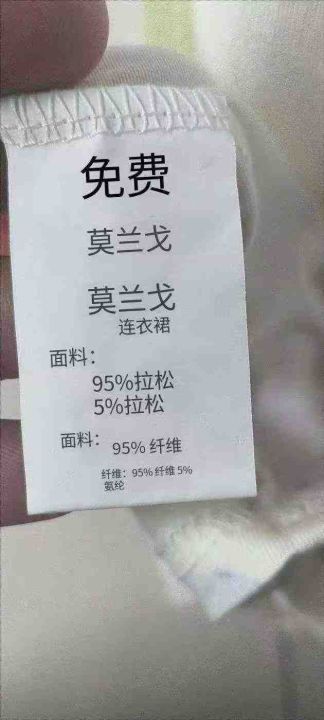 免费
莫兰戈
莫兰戈
连衣裙
面料：
95%拉松
5%拉松
面料：
95% 纤维
纤维：95% 纤维 5%
氨纶